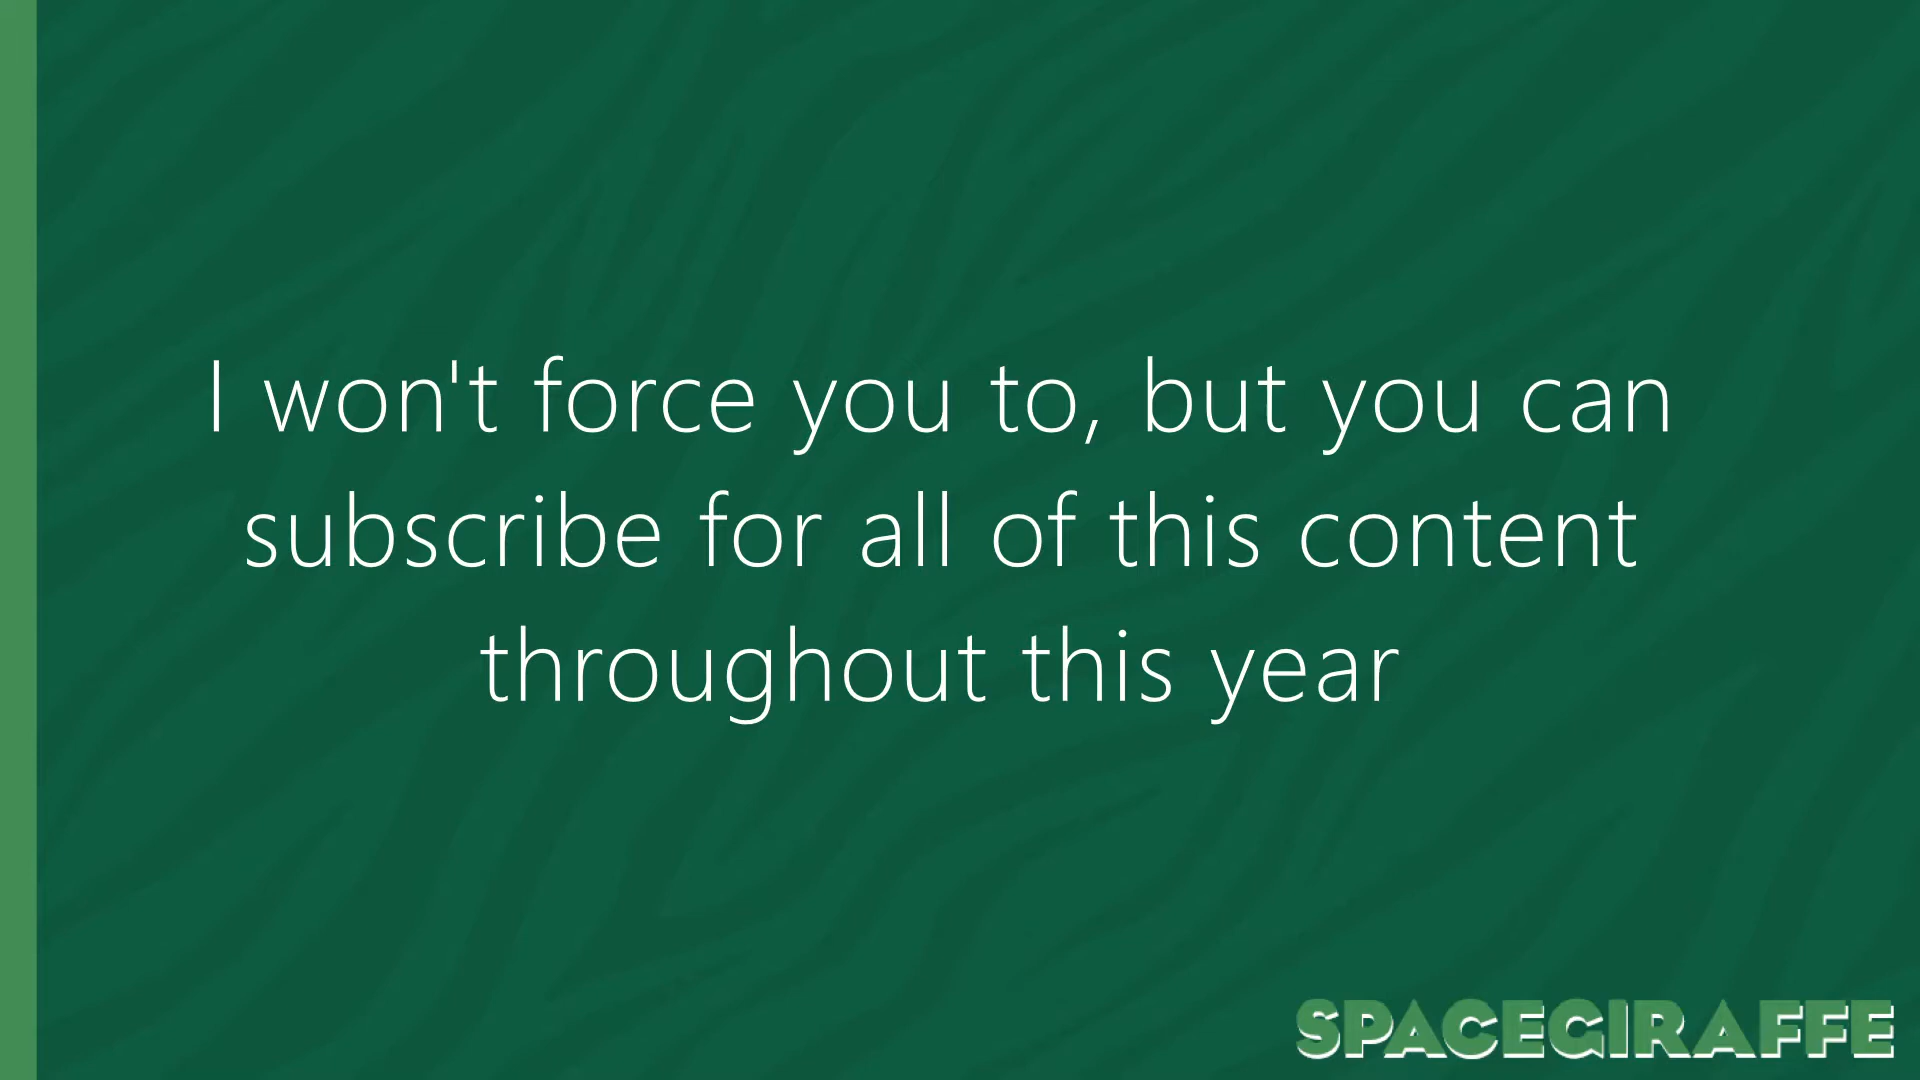 I won't force you to, but you can
subscribe for all of this content
throughout this year
SPACEGIRAFFE